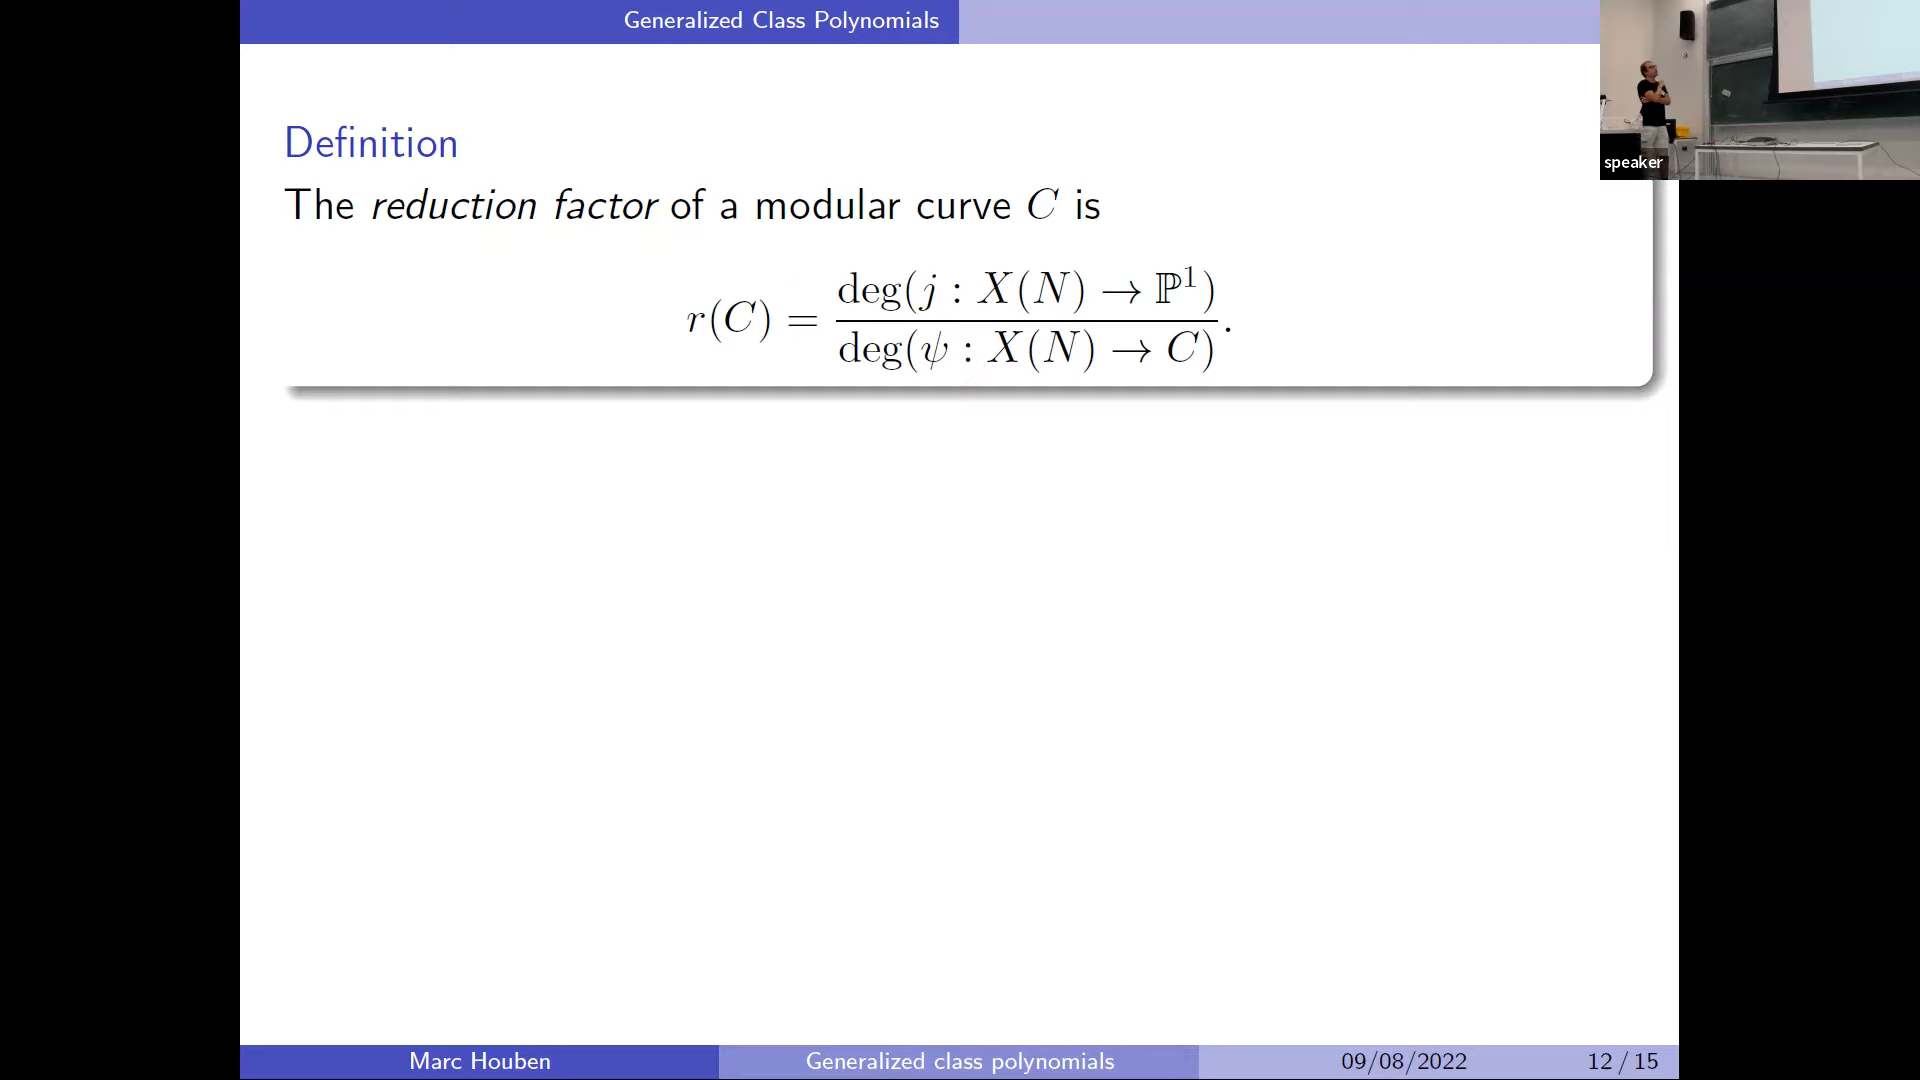 Generalized Class Polynomials
speaker
Definition
The reduction factor of a modular curve C is
r(C) = deg(j : X(N) → ℙ¹) / deg(ψ : X(N) → C).
Marc Houben Generalized class polynomials 09/08/2022 12 / 15